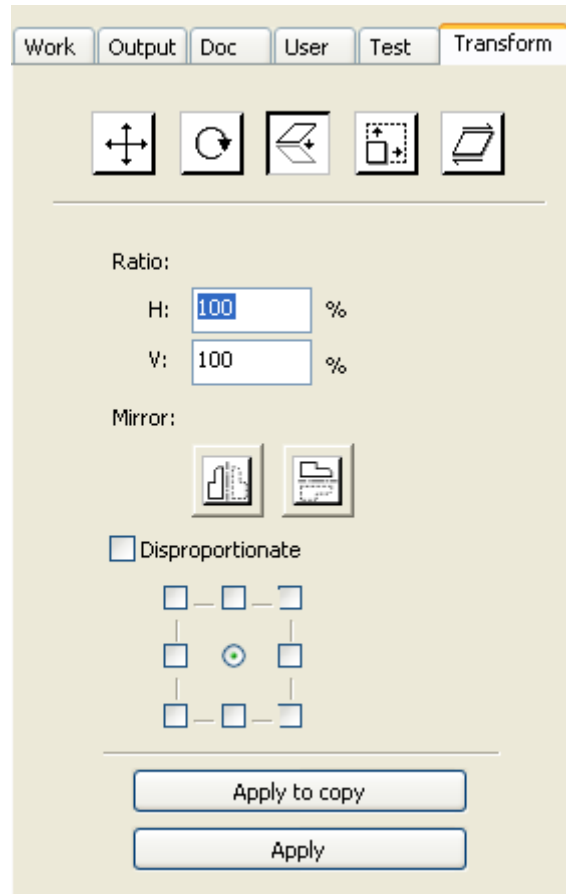 Work Output Doc User Test Transform
Ratio:
H: 100 %
V: 100 %
Mirror:
Disproportionate
Apply to copy
Apply